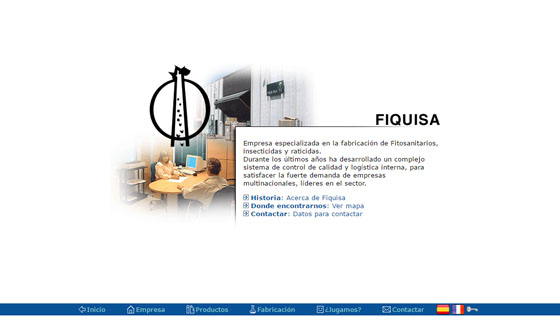 FIQUISA
Empresa especializada en la fabricación de Fitosanitarios,
insecticidas y raticidas.
Durante los últimos años ha desarrollado un complejo
sistema de control de calidad y logística interna, para
satisfacer la fuerte demanda de empresas
multinacionales, líderes en el sector.
Historia: Acerca de Fiquisa
Donde encontrarnos: Ver mapa
Contactar: Datos para contactar
Inicio Empresa Productos Fabricación ¿Jugamos? Contactar